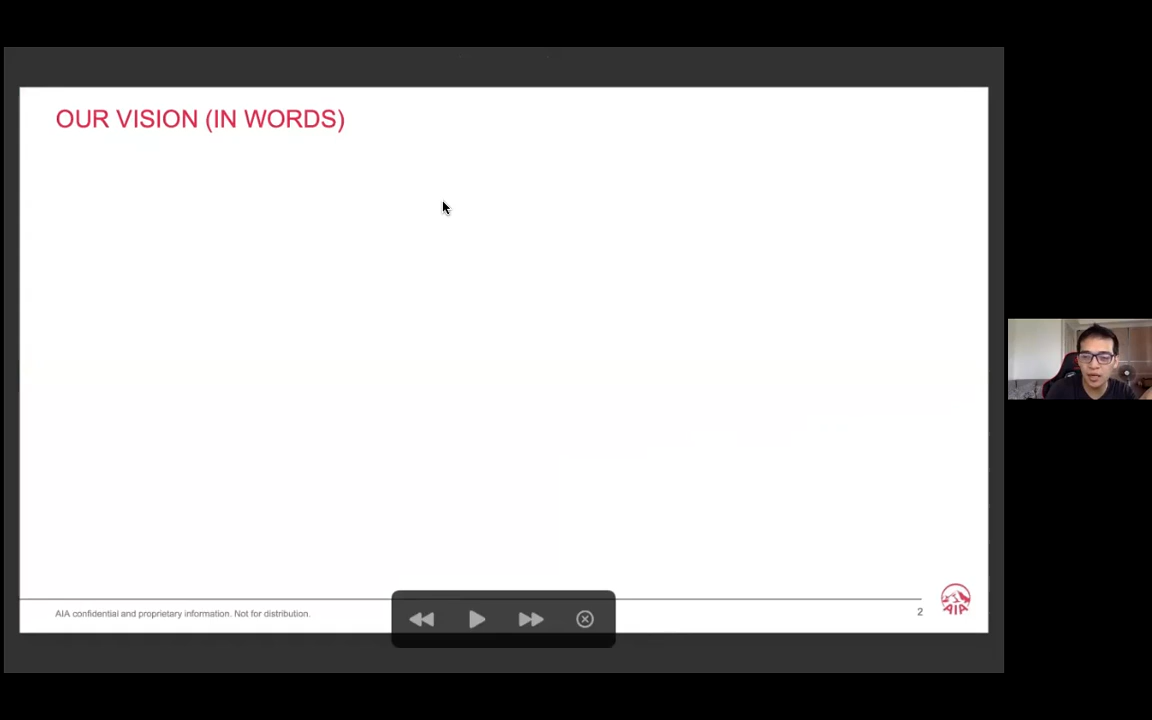 OUR VISION (IN WORDS)
AIA confidential and proprietary information. Not for distribution.
2
AIA